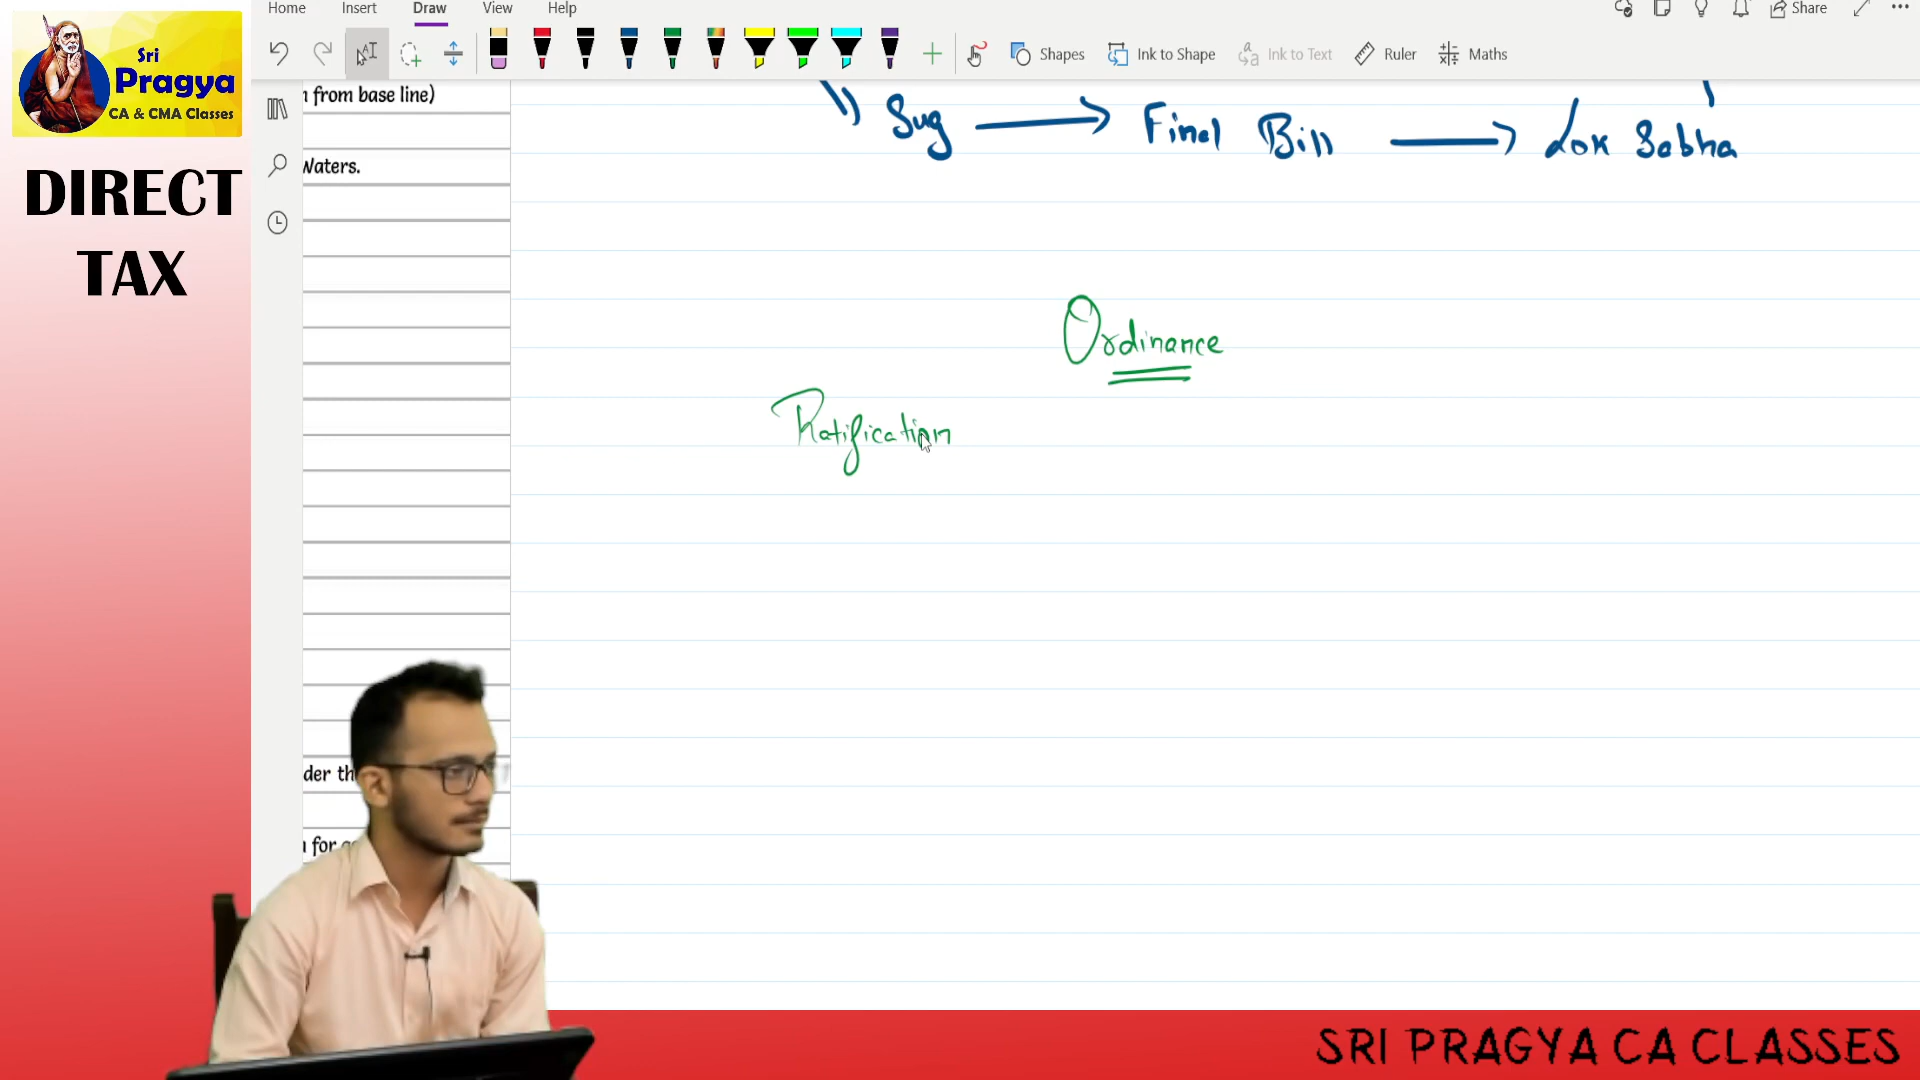 Sri
Pragya
CA & CMA Classes
DIRECT
TAX
Home Insert Draw View Help
Share
Shapes Ink to Shape Ink to Text Ruler Maths
from base line)
Waters.
der th
for
Sug → Final Bill → Lok Sabha
Ordinance
Ratification
SRI PRAGYA CA CLASSES